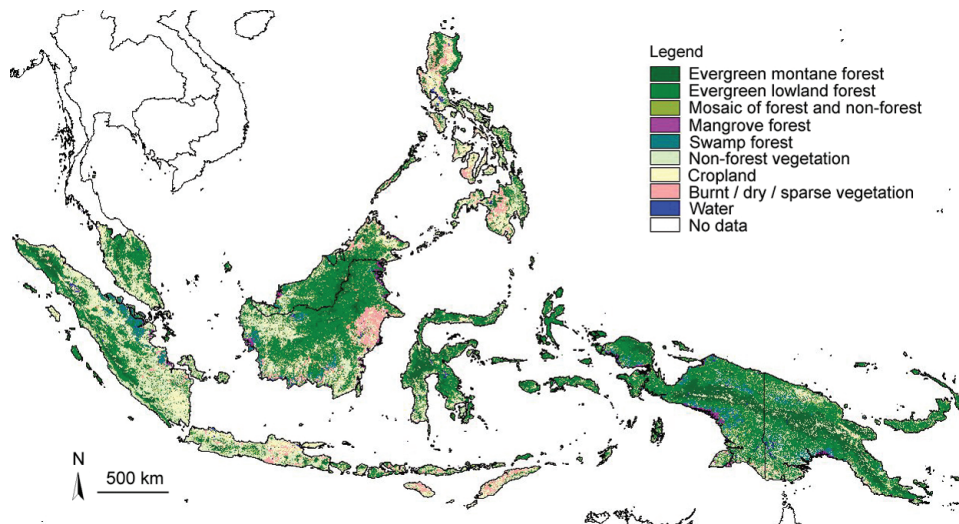 Legend
Evergreen montane forest
Evergreen lowland forest
Mosaic of forest and non-forest
Mangrove forest
Swamp forest
Non-forest vegetation
Cropland
Burnt / dry / sparse vegetation
Water
No data
N
500 km